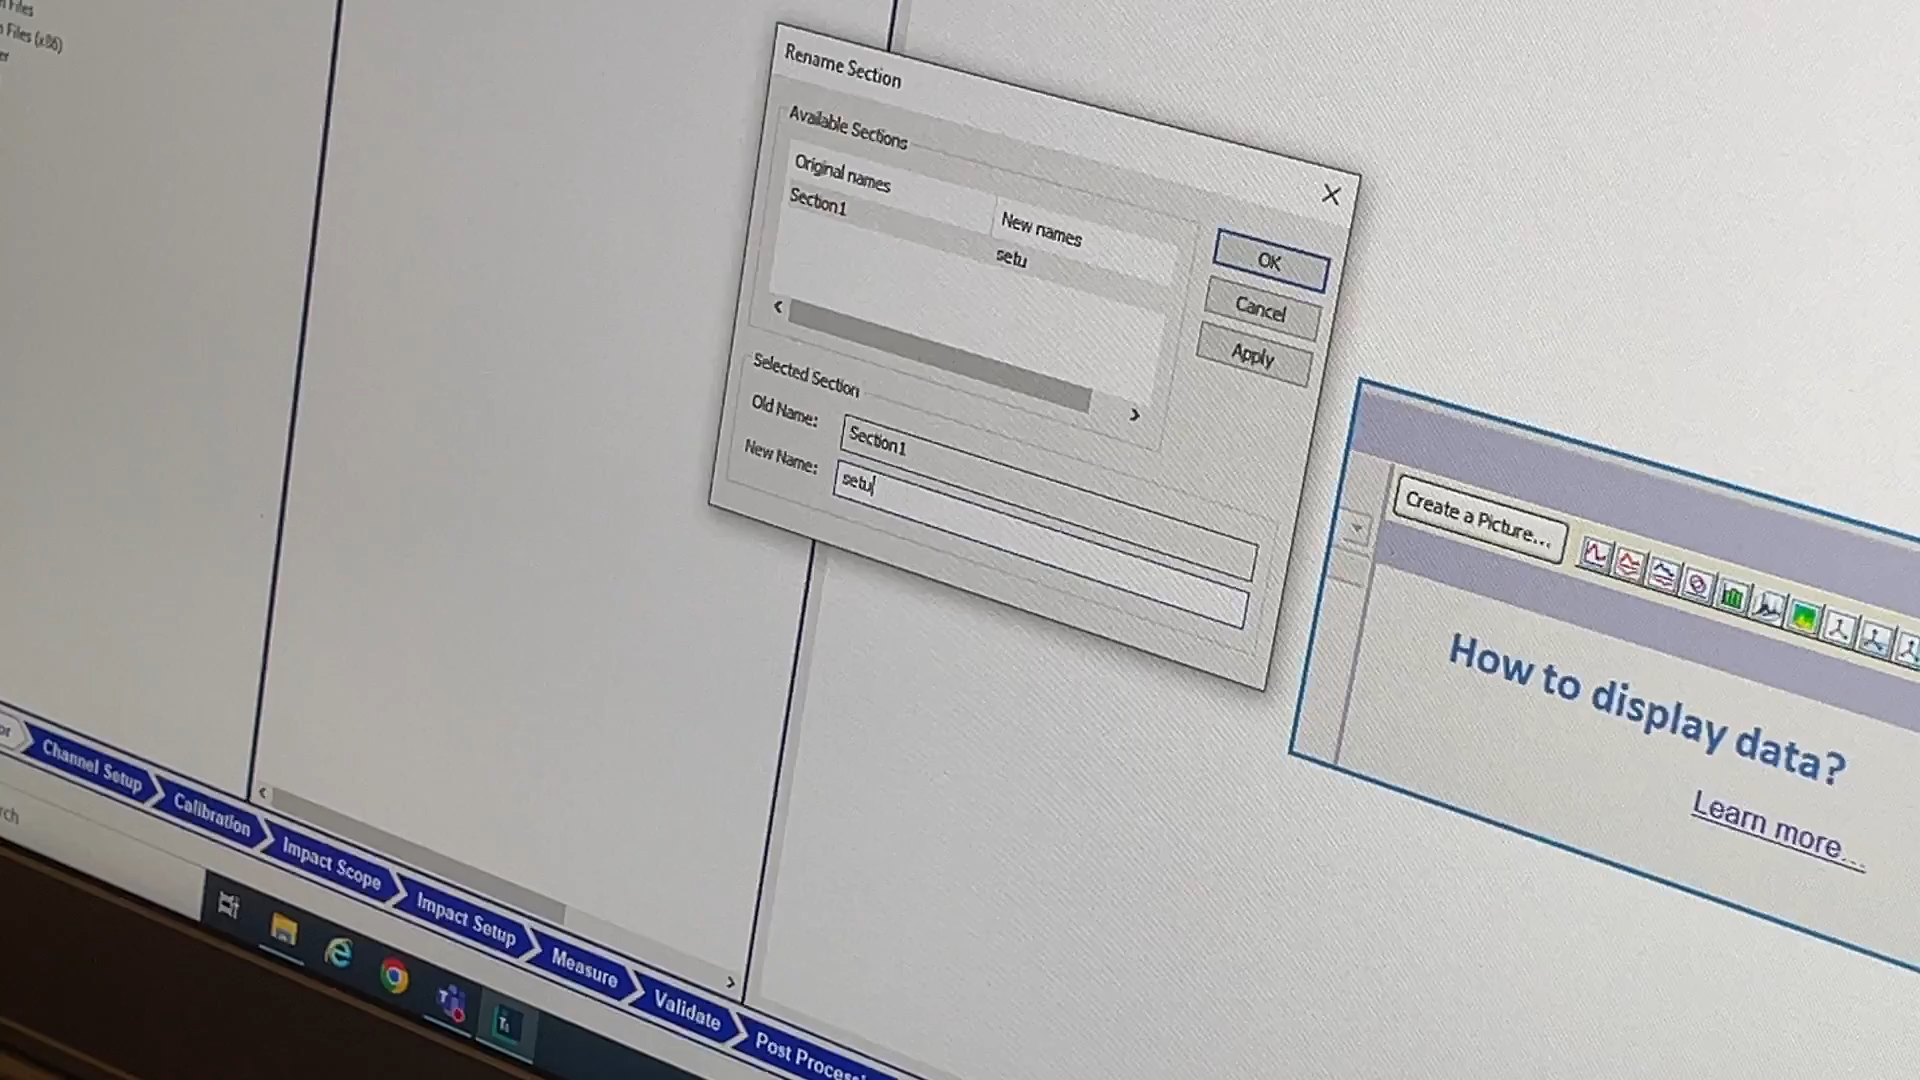 Files
Files (x86)
Rename Section
Available Sections
Original names
New names
Section1
setu
OK
Cancel
Apply
Selected Section
Old Name:
Section1
New Name:
setu
Create a Picture...
How to display data?
Learn more...
Channel Setup
Calibration
Impact Scope
Impact Setup
Measure
Validate
Post Processi